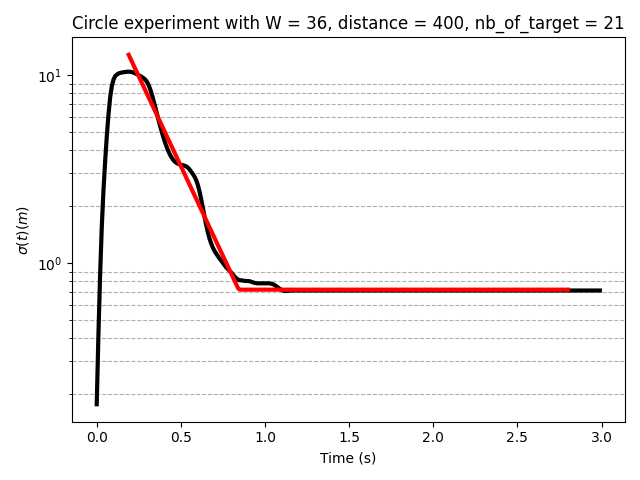 Circle experiment with W = 36, distance = 400, nb_of_target = 21
10¹
10⁰
σ(t)(m)
0.0 0.5 1.0 1.5 2.0 2.5 3.0
Time (s)